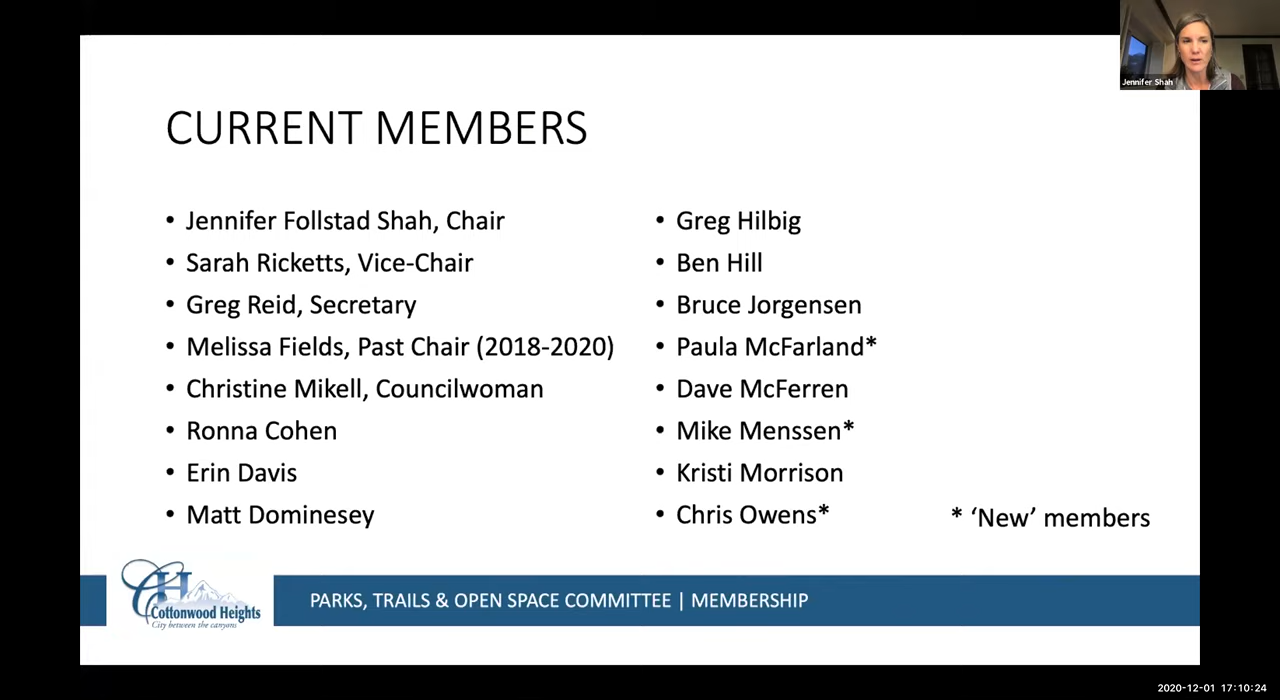 Jennifer Shah
CURRENT MEMBERS
• Jennifer Follstad Shah, Chair
• Sarah Ricketts, Vice-Chair
• Greg Reid, Secretary
• Melissa Fields, Past Chair (2018-2020)
• Christine Mikell, Councilwoman
• Ronna Cohen
• Erin Davis
• Matt Dominesey
• Greg Hilbig
• Ben Hill
• Bruce Jorgensen
• Paula McFarland*
• Dave McFerren
• Mike Menssen*
• Kristi Morrison
• Chris Owens*
* ‘New’ members
CH
Cottonwood Heights
City between the canyons
PARKS, TRAILS & OPEN SPACE COMMITTEE | MEMBERSHIP
2020-12-01 17:10:24